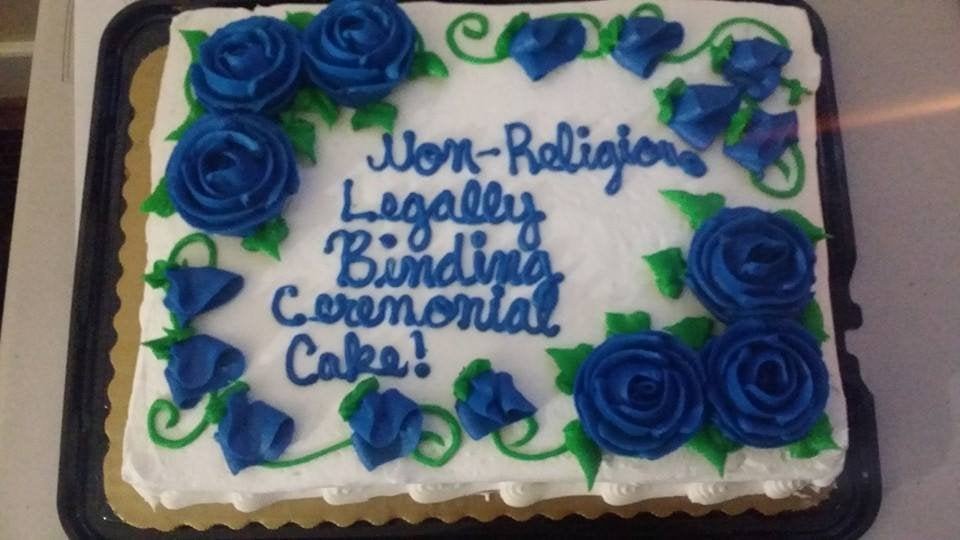 Non-Religious
Legally
Binding
Ceremonial
Cake!